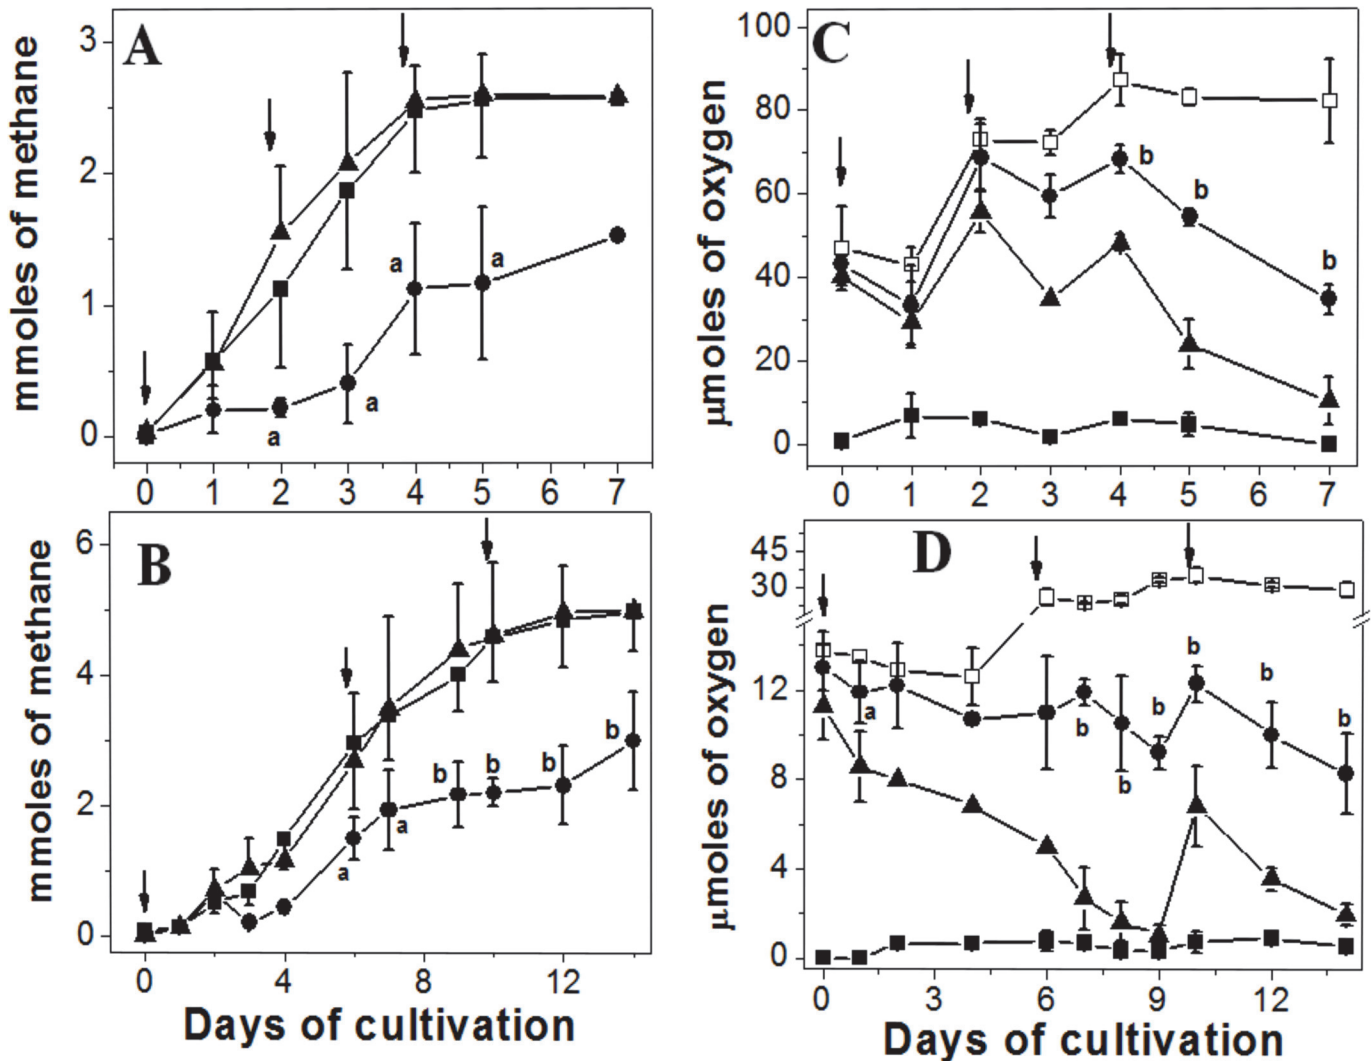 A
mmoles of methane
3
2
1
0
a
a
a
a
0 1 2 3 4 5 6 7
C
μmoles of oxygen
100
80
60
40
20
0
b
b
b
0 1 2 3 4 5 6 7
B
mmoles of methane
6
4
2
0
a
a
b
b
b
b
0 4 8 12
Days of cultivation
D
μmoles of oxygen
45
30
12
8
4
0
a
b
b
b
b
b
b
0 3 6 9 12
Days of cultivation